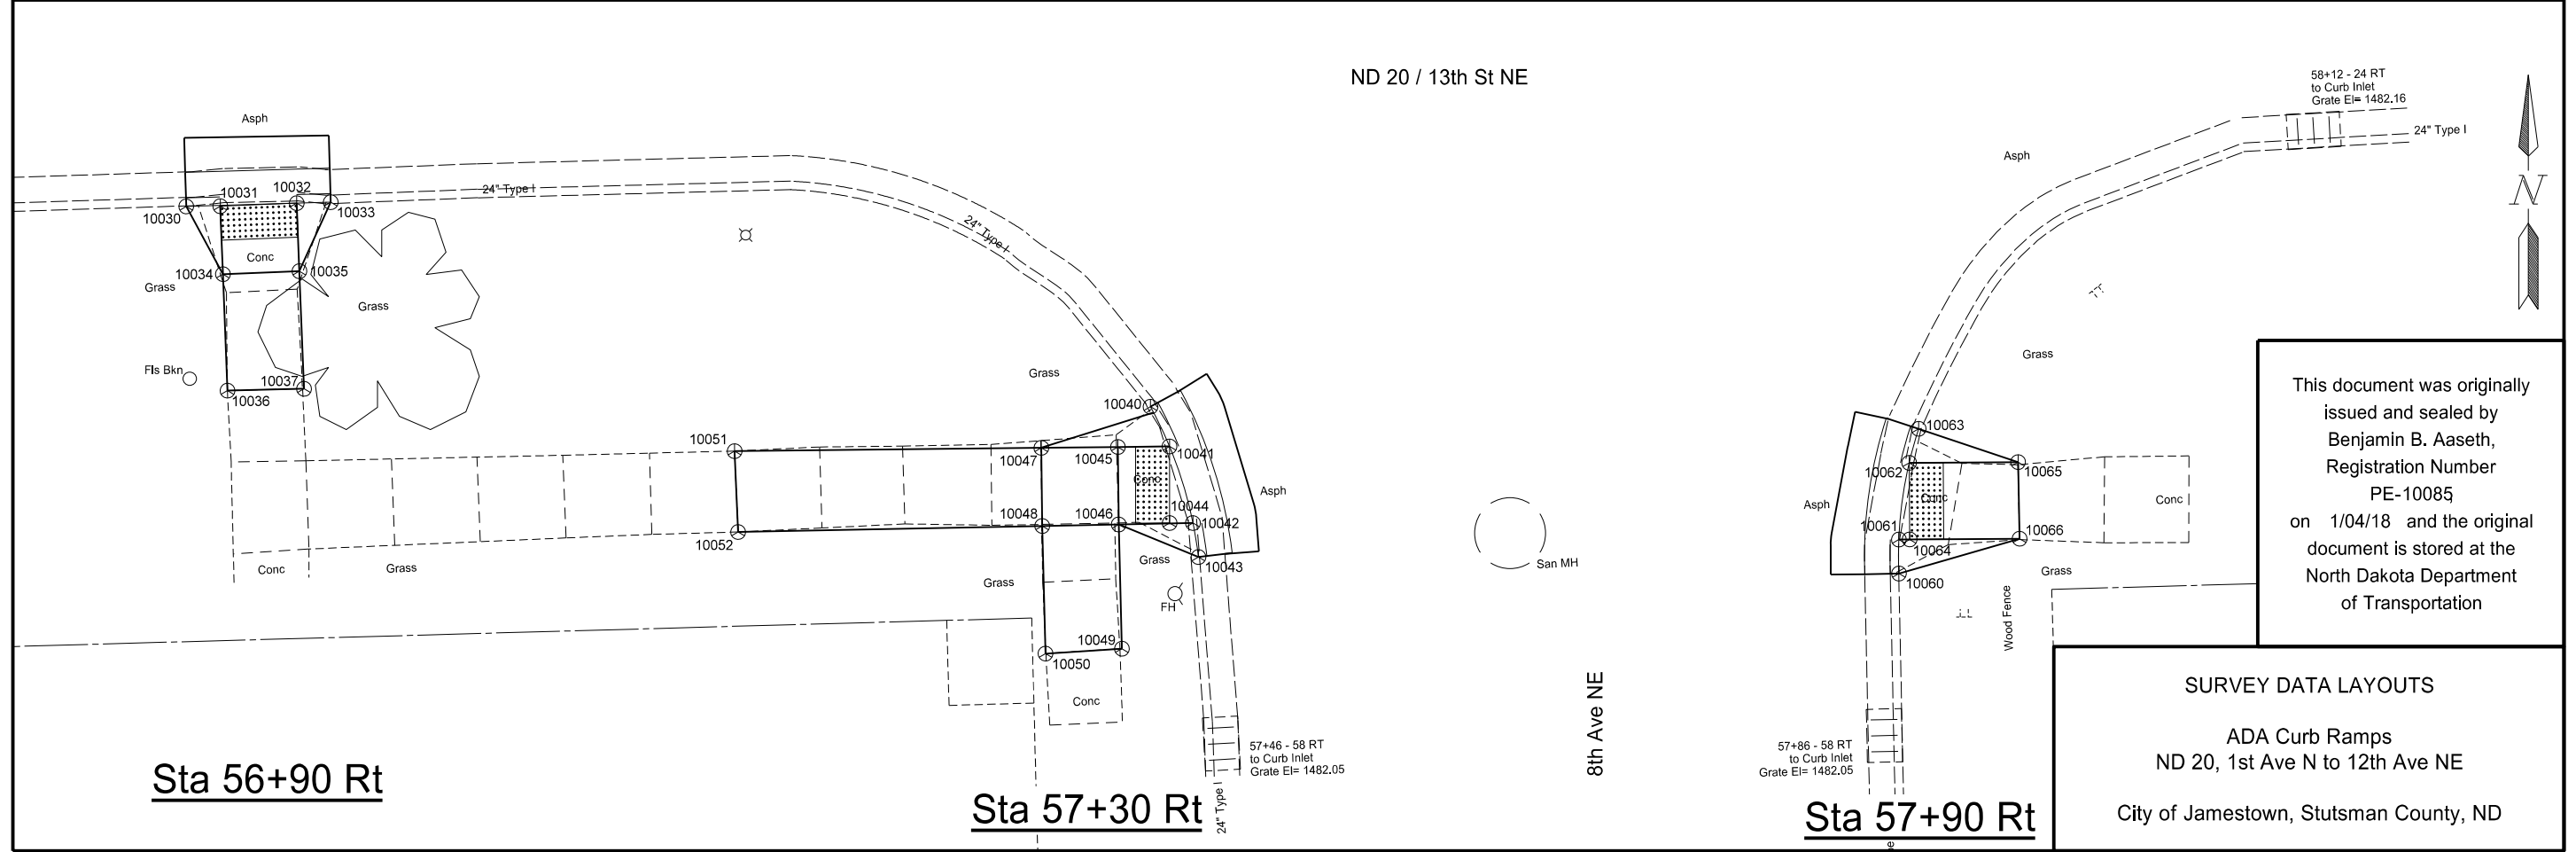 ND 20 / 13th St NE
58+12 - 24 RT
to Curb Inlet
Grate El= 1482.16
24" Type I
Asph
Asph
N
10031
10032
10030
10033
24" Type I
24" Type I
Conc
10034
10035
Grass
Grass
Fls Bkn
10037
10036
Grass
Grass
10040
10051
10047
10045
10041
Conc
Asph
10044
10048
10046
10042
10052
10043
Conc
Grass
Grass
Grass
FH
San MH
10049
10050
Conc
10063
10062
10065
Conc
Conc
Asph
10061
10066
10064
10060
Grass
Wood Fence
8th Ave NE
57+46 - 58 RT
to Curb Inlet
Grate El= 1482.05
24" Type I
57+86 - 58 RT
to Curb Inlet
Grate El= 1482.05
Sta 56+90 Rt
Sta 57+30 Rt
Sta 57+90 Rt
This document was originally
issued and sealed by
Benjamin B. Aaseth,
Registration Number
PE-10085,
on 1/04/18 and the original
document is stored at the
North Dakota Department
of Transportation
SURVEY DATA LAYOUTS
ADA Curb Ramps
ND 20, 1st Ave N to 12th Ave NE
City of Jamestown, Stutsman County, ND